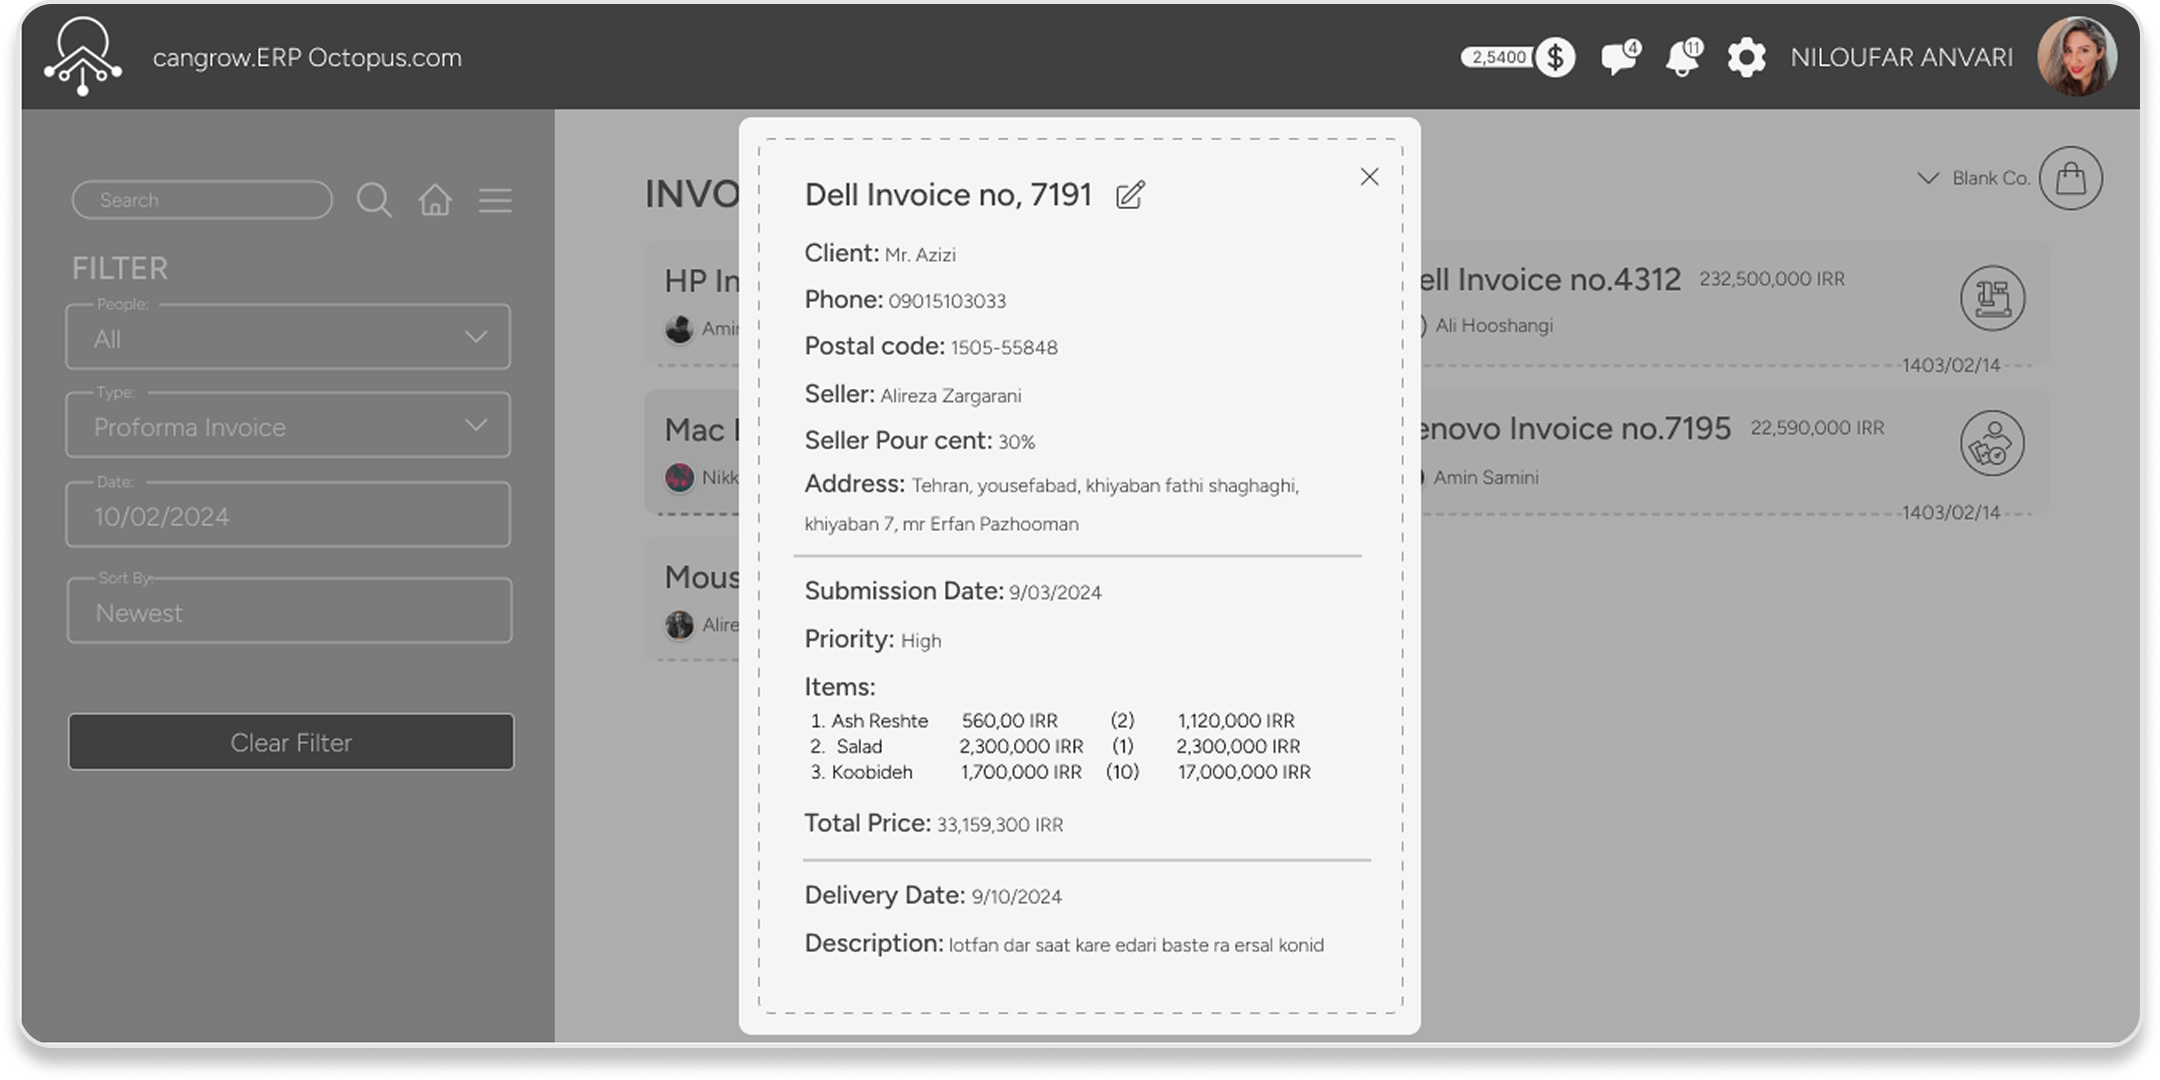 cangrow.ERP Octopus.com
2,5400
$
4
11
NILOUFAR ANVARI
Search
FILTER
People:
All
Type:
Proforma Invoice
Date:
10/02/2024
Sort By:
Newest
Clear Filter
INVO
Blank Co.
HP In
Amir
Mac
Nikk
Mous
Alire
ell Invoice no.4312 232,500,000 IRR
Ali Hooshangi
1403/02/14
enovo Invoice no.7195 22,590,000 IRR
Amin Samini
1403/02/14
Dell Invoice no, 7191
Client: Mr. Azizi
Phone: 09015103033
Postal code: 1505-55848
Seller: Alireza Zargarani
Seller Pour cent: 30%
Address: Tehran, yousefabad, khiyaban fathi shaghaghi,
khiyaban 7, mr Erfan Pazhooman
Submission Date: 9/03/2024
Priority: High
Items:
1. Ash Reshte 560,00 IRR (2) 1,120,000 IRR
2. Salad 2,300,000 IRR (1) 2,300,000 IRR
3. Koobideh 1,700,000 IRR (10) 17,000,000 IRR
Total Price: 33,159,300 IRR
Delivery Date: 9/10/2024
Description: lotfan dar saat kare edari baste ra ersal konid